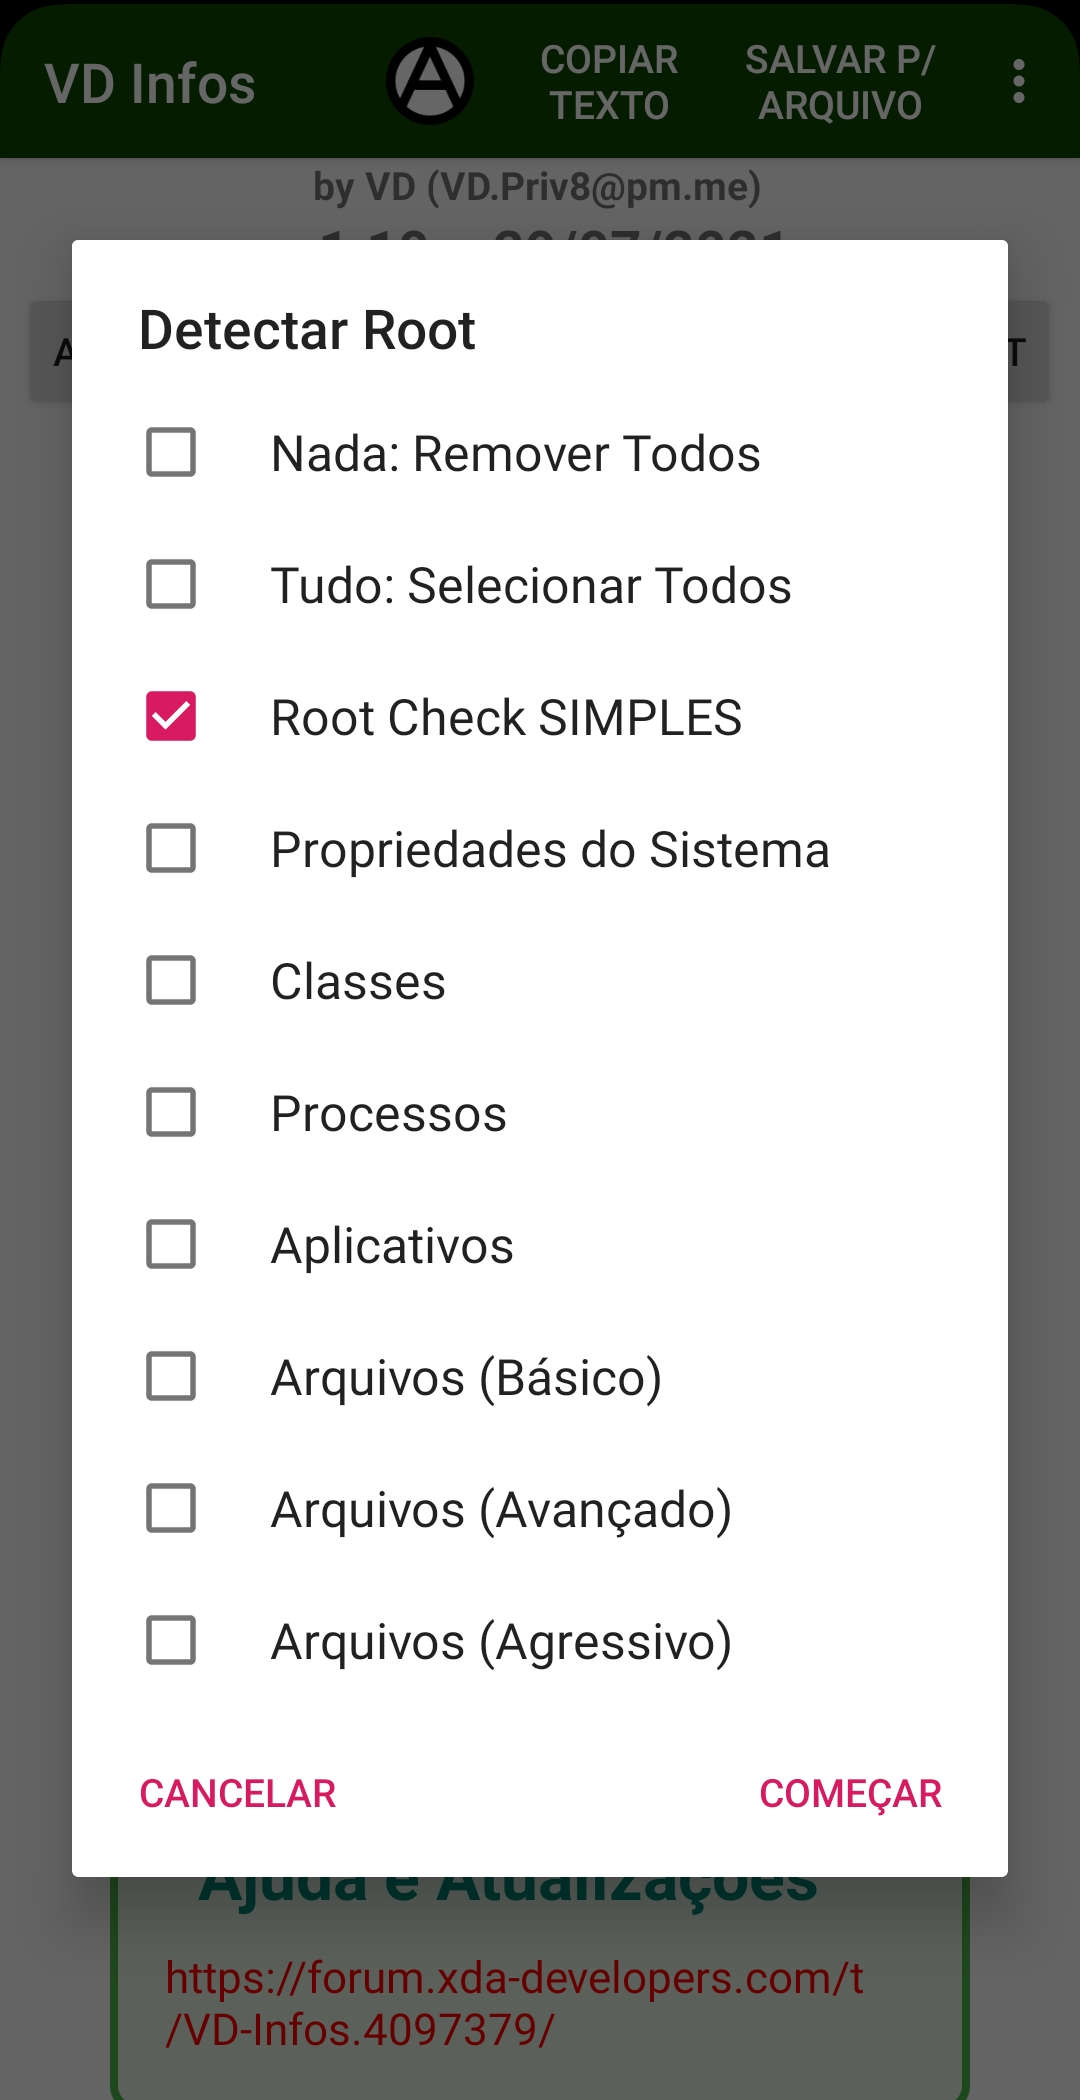 VD Infos
COPIAR
TEXTO
SALVAR P/
ARQUIVO
by VD (VD.Priv8@pm.me)
Detectar Root
Nada: Remover Todos
Tudo: Selecionar Todos
Root Check SIMPLES
Propriedades do Sistema
Classes
Processos
Aplicativos
Arquivos (Básico)
Arquivos (Avançado)
Arquivos (Agressivo)
CANCELAR
COMEÇAR
Ajuda e Atualizações
https://forum.xda-developers.com/t
/VD-Infos.4097379/